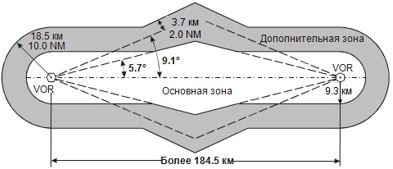 18.5 км
10.0 NM
3.7 км
2.0 NM
Дополнительная зона
9.1°
5.7°
VOR
VOR
Основная зона
9.3 км
Более 184.5 км